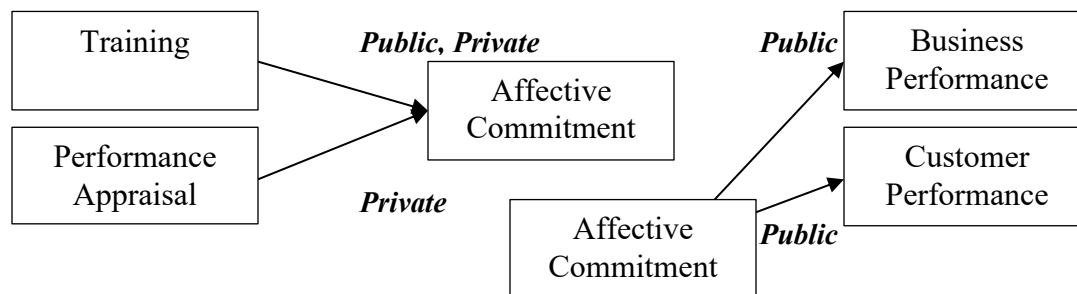 Training
Public, Private
Affective
Commitment
Performance
Appraisal
Private
Public
Business
Performance
Customer
Performance
Affective
Commitment
Public